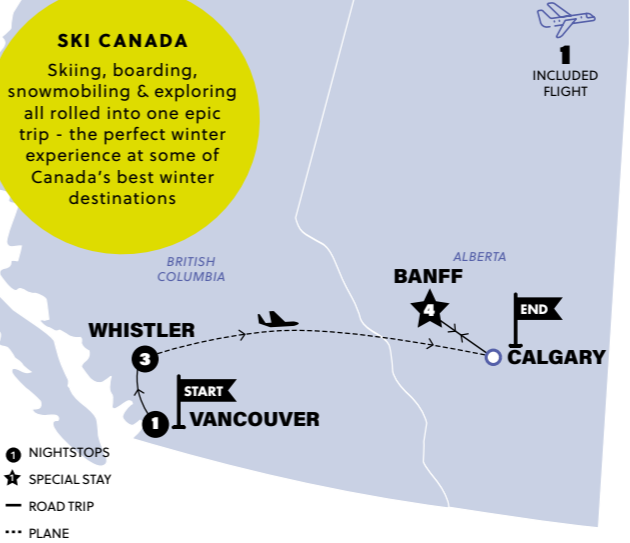 SKI CANADA
Skiing, boarding,
snowmobiling & exploring
all rolled into one epic
trip - the perfect winter
experience at some of
Canada's best winter
destinations
1
INCLUDED
FLIGHT
BRITISH
COLUMBIA
ALBERTA
BANFF
4
END
WHISTLER
3
CALGARY
START
1
VANCOUVER
1 NIGHTSTOPS
1 SPECIAL STAY
ROAD TRIP
PLANE